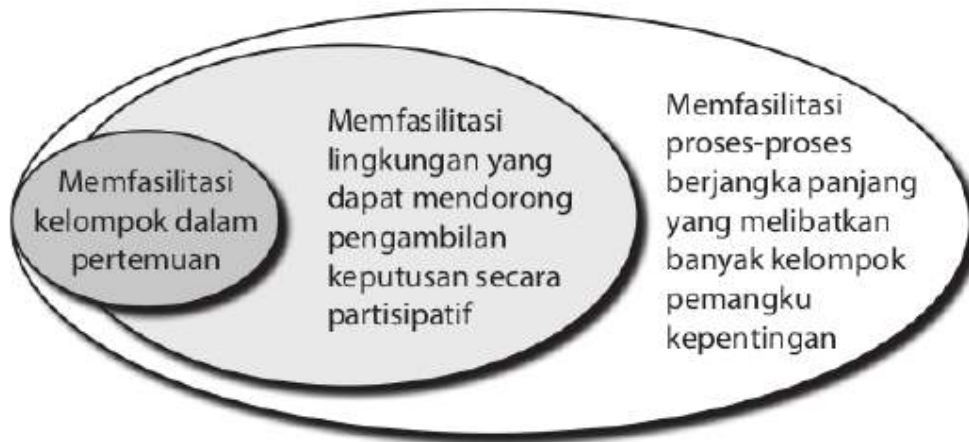 Memfasilitasi
kelompok dalam
pertemuan
Memfasilitasi
lingkungan yang
dapat mendorong
pengambilan
keputusan secara
partisipatif
Memfasilitasi
proses-proses
berjangka panjang
yang melibatkan
banyak kelompok
pemangku
kepentingan